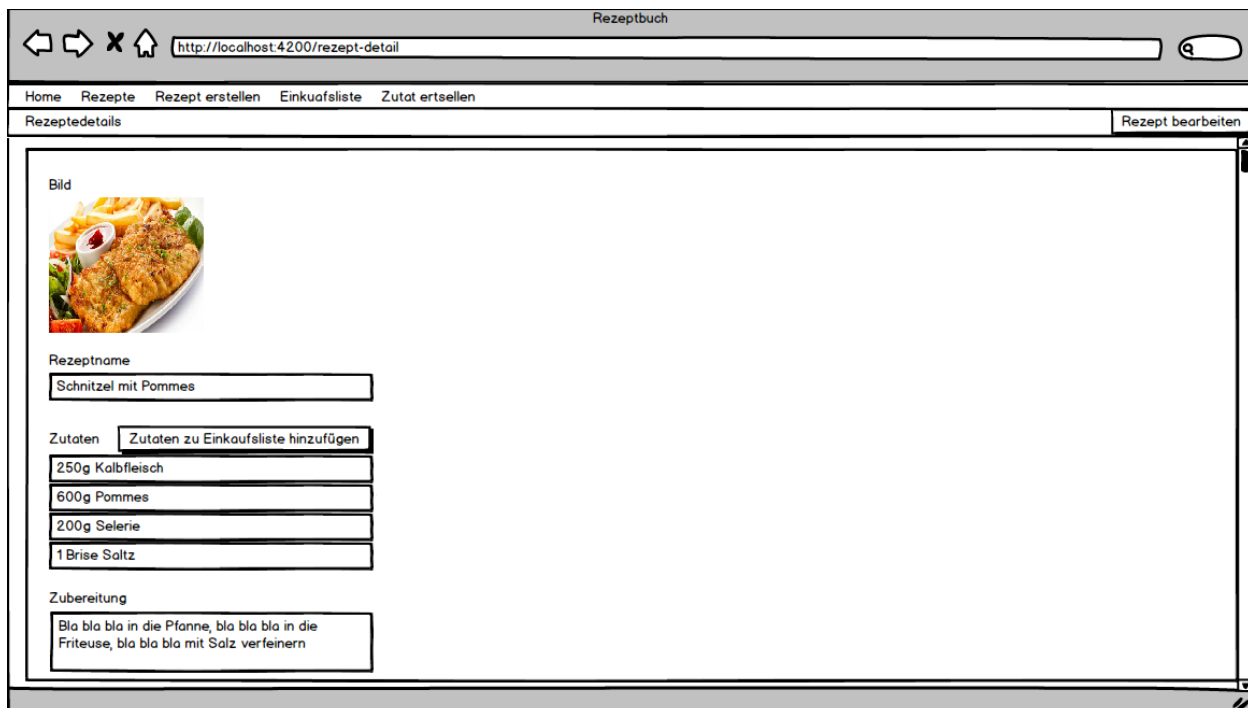 Rezeptbuch
http://localhost:4200/rezept-detail
Home Rezepte Rezept erstellen Einkuafsliste Zutat ertsellen
Rezeptedetails Rezept bearbeiten
Bild
Rezeptname
Schnitzel mit Pommes
Zutaten Zutaten zu Einkaufsliste hinzufügen
250g Kalbfleisch
600g Pommes
200g Selerie
1 Brise Saltz
Zubereitung
Bla bla bla in die Pfanne, bla bla bla in die
Friteuse, bla bla bla mit Salz verfeinern